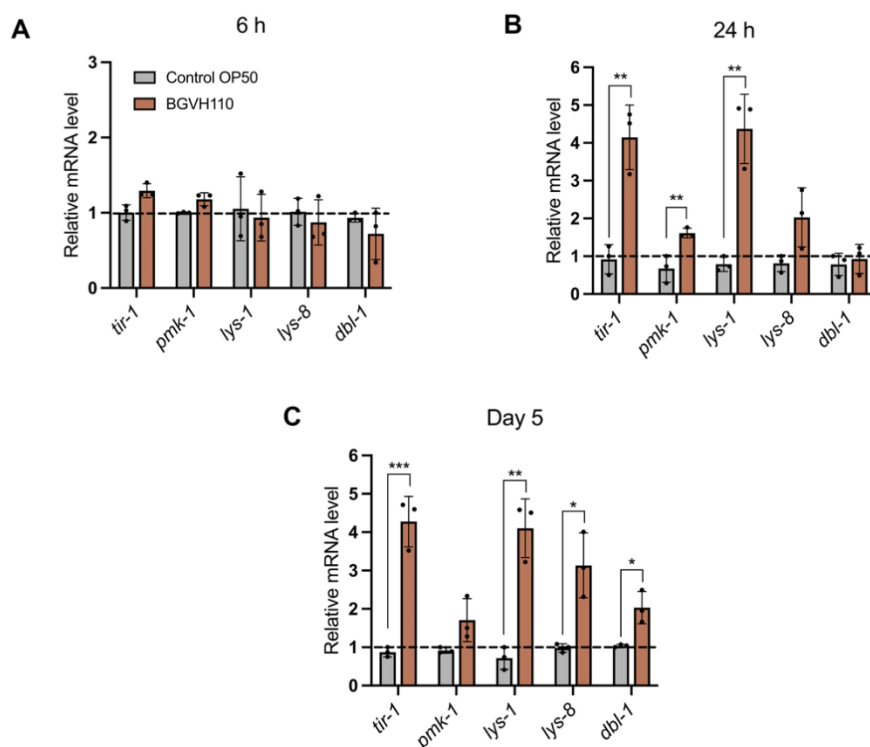 A
6 h
Relative mRNA level
3
2
1
0
Control OP50
BGVH110
tir-1
pmk-1
lys-1
lys-8
dbl-1
B
24 h
Relative mRNA level
6
5
4
3
2
1
0
**
**
**
tir-1
pmk-1
lys-1
lys-8
dbl-1
C
Day 5
Relative mRNA level
6
5
4
3
2
1
0
***
**
*
*
tir-1
pmk-1
lys-1
lys-8
dbl-1